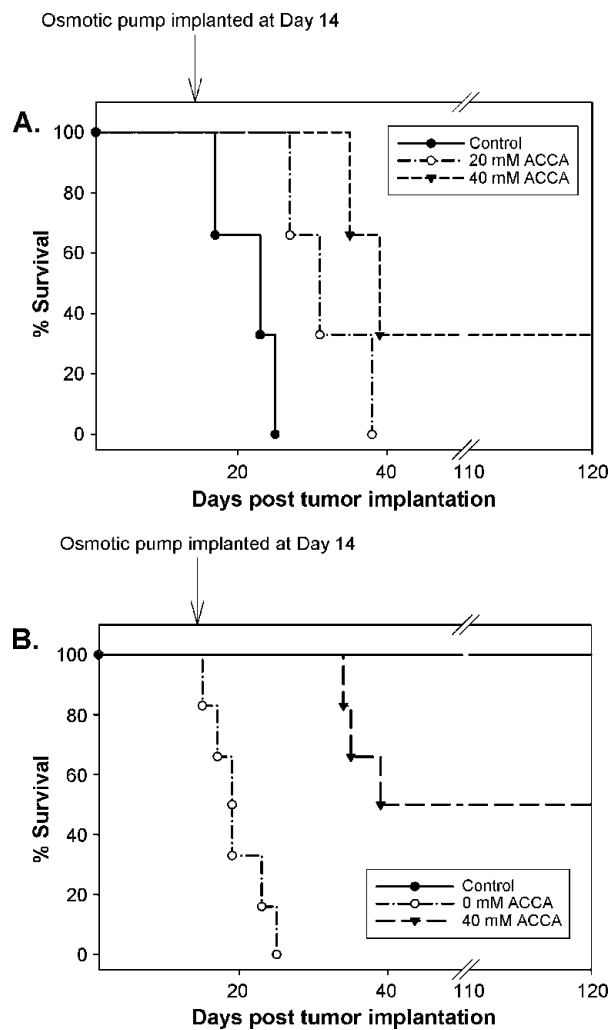 Osmotic pump implanted at Day 14
A.
100
80
60
40
20
0
% Survival
Control
20 mM ACCA
40 mM ACCA
20
40
110
120
Days post tumor implantation
Osmotic pump implanted at Day 14
B.
100
80
60
40
20
0
% Survival
Control
0 mM ACCA
40 mM ACCA
20
40
110
120
Days post tumor implantation